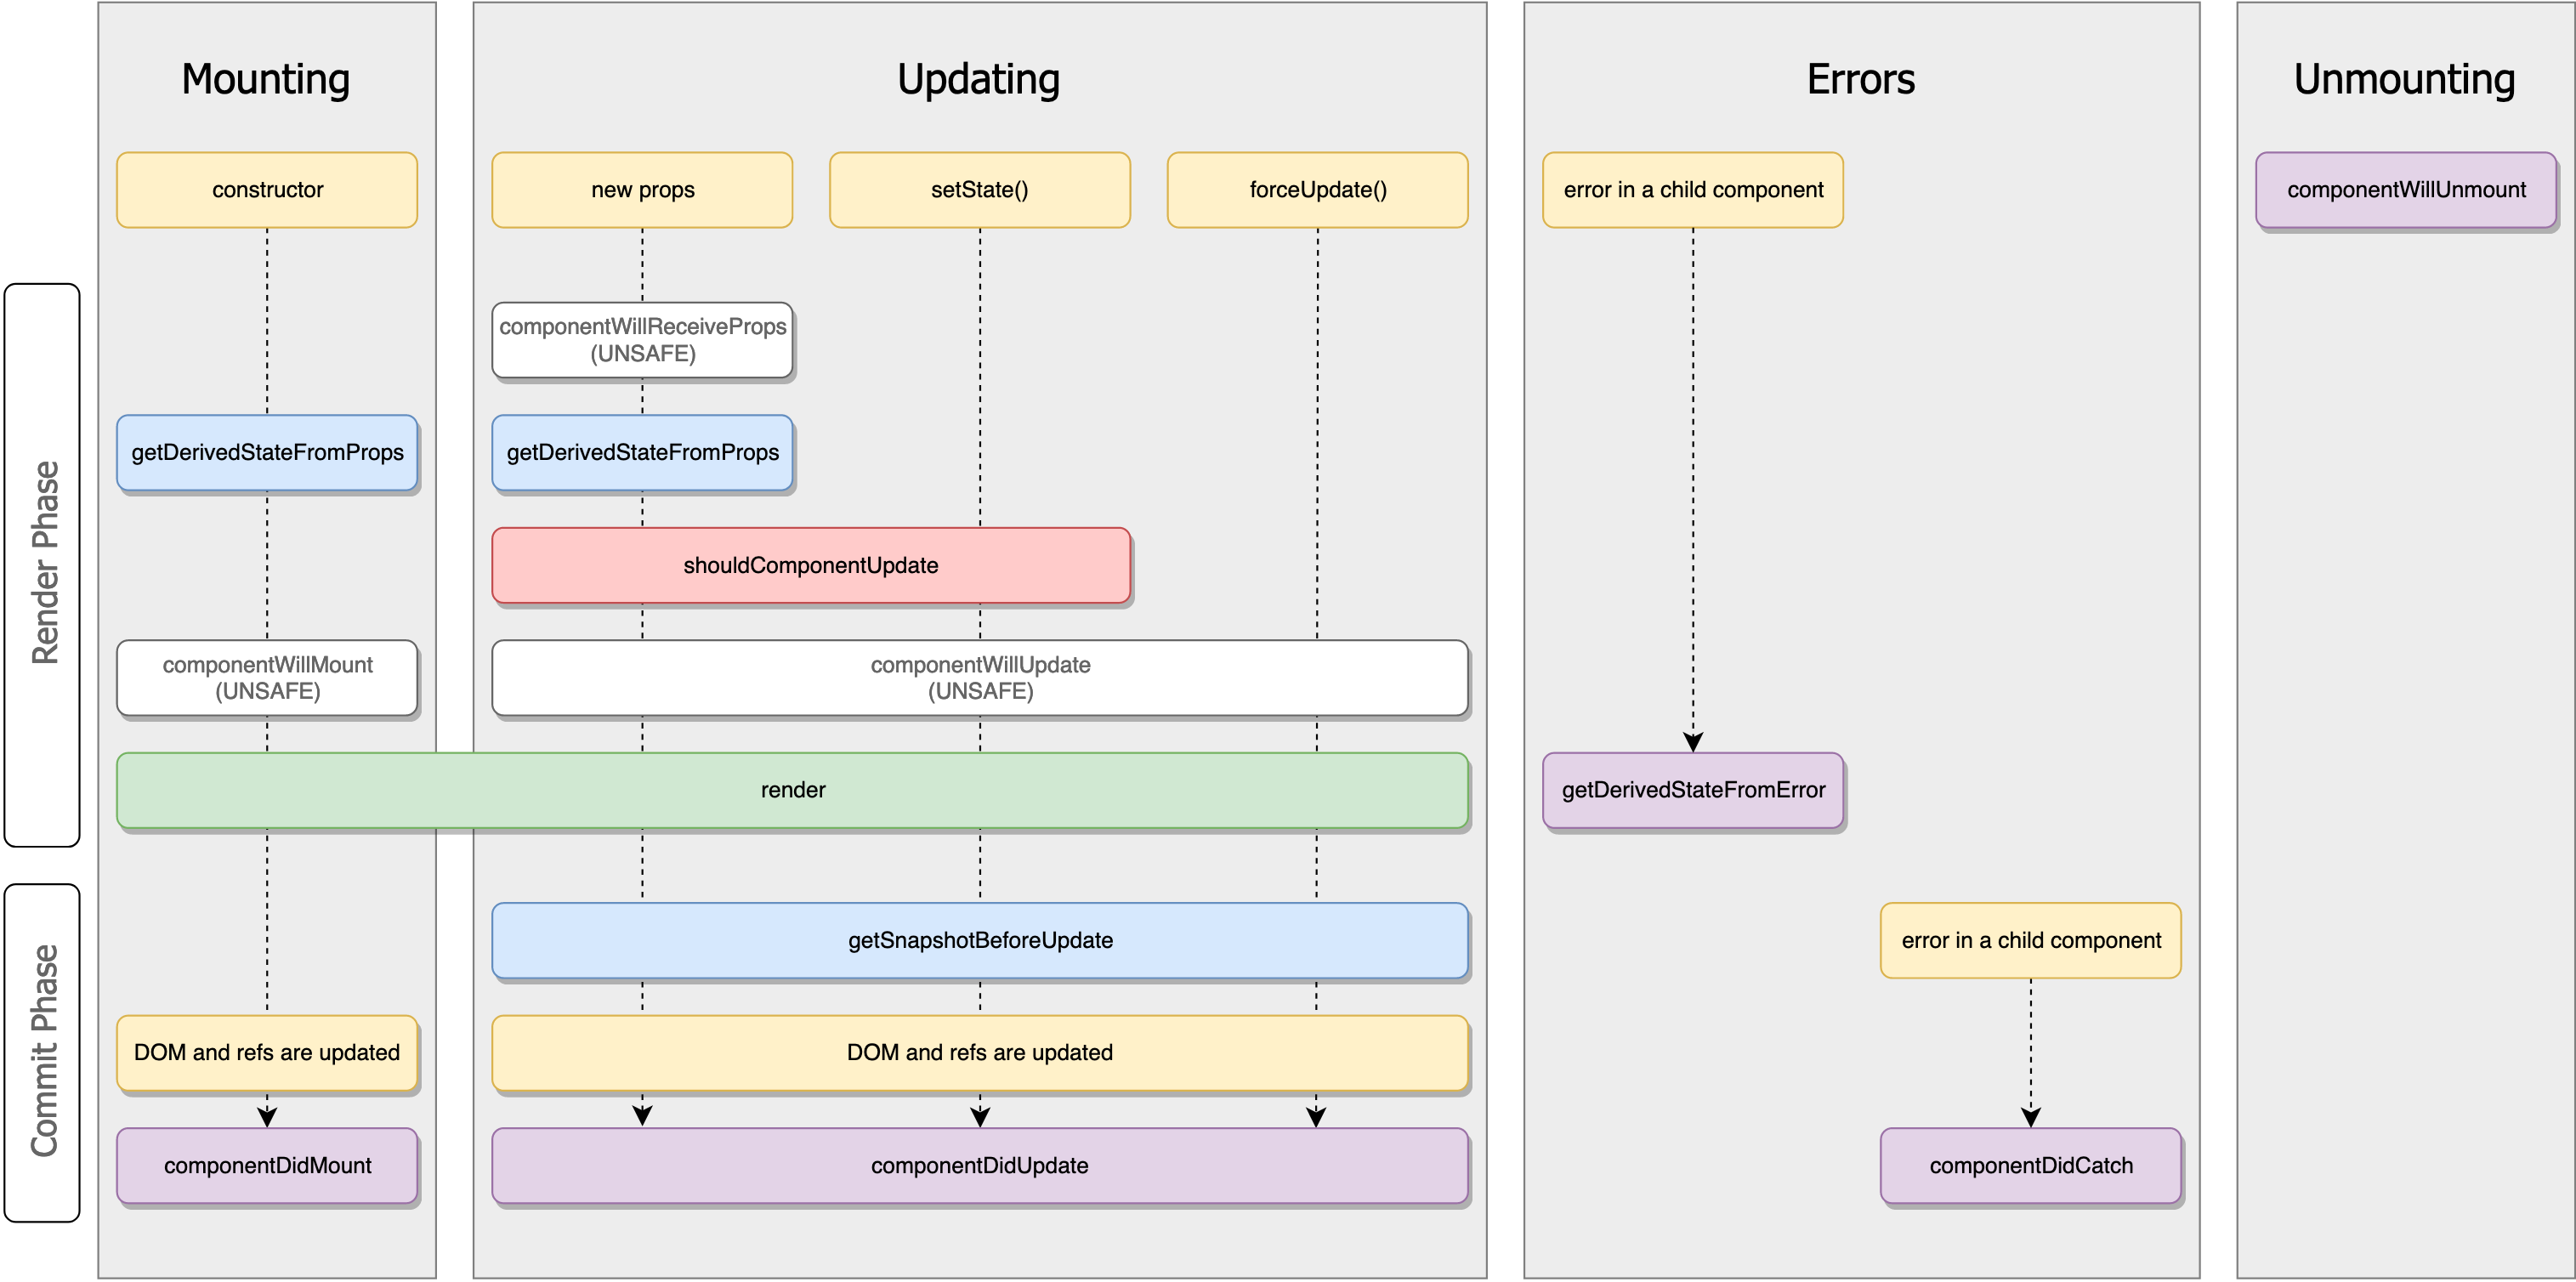 Mounting
Updating
Errors
Unmounting
constructor
new props
setState()
forceUpdate()
error in a child component
componentWillUnmount
Render Phase
componentWillReceiveProps
(UNSAFE)
getDerivedStateFromProps
getDerivedStateFromProps
shouldComponentUpdate
componentWillMount
(UNSAFE)
componentWillUpdate
(UNSAFE)
render
getDerivedStateFromError
Commit Phase
getSnapshotBeforeUpdate
error in a child component
DOM and refs are updated
DOM and refs are updated
componentDidMount
componentDidUpdate
componentDidCatch